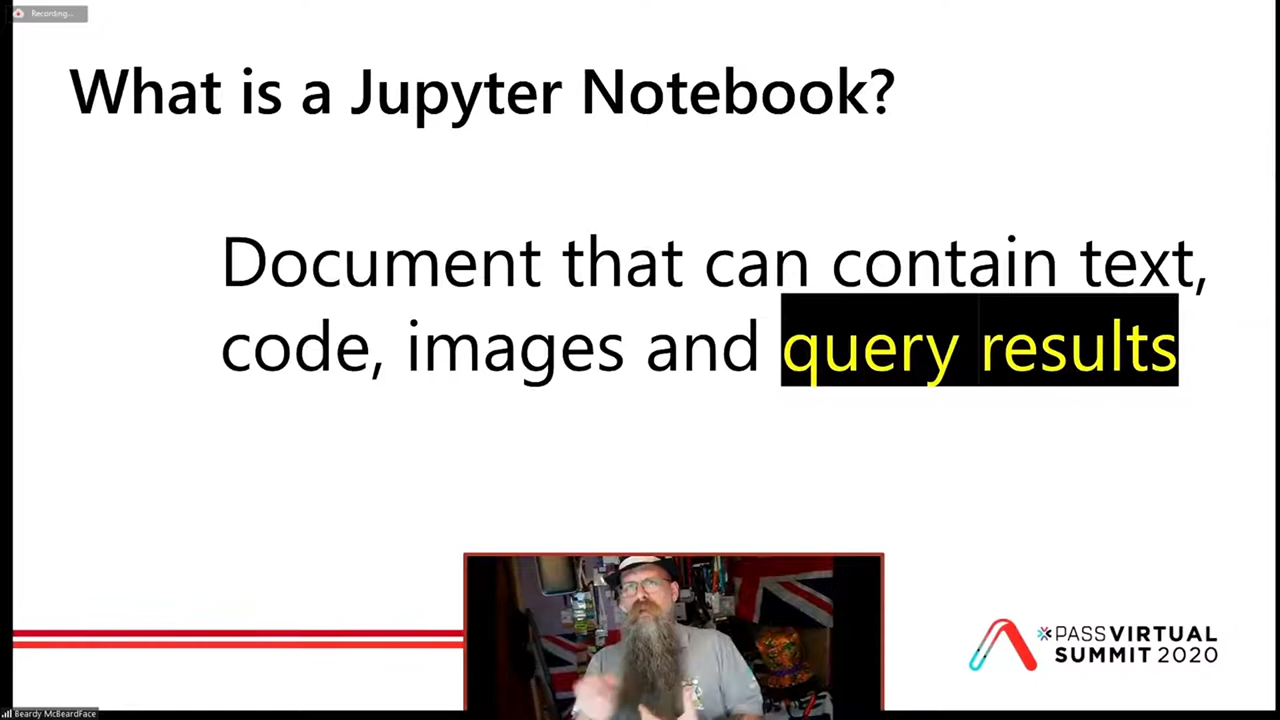 Recording...
What is a Jupyter Notebook?
Document that can contain text,
code, images and query results
PASS VIRTUAL
SUMMIT 2020
Beardy McBeardFace